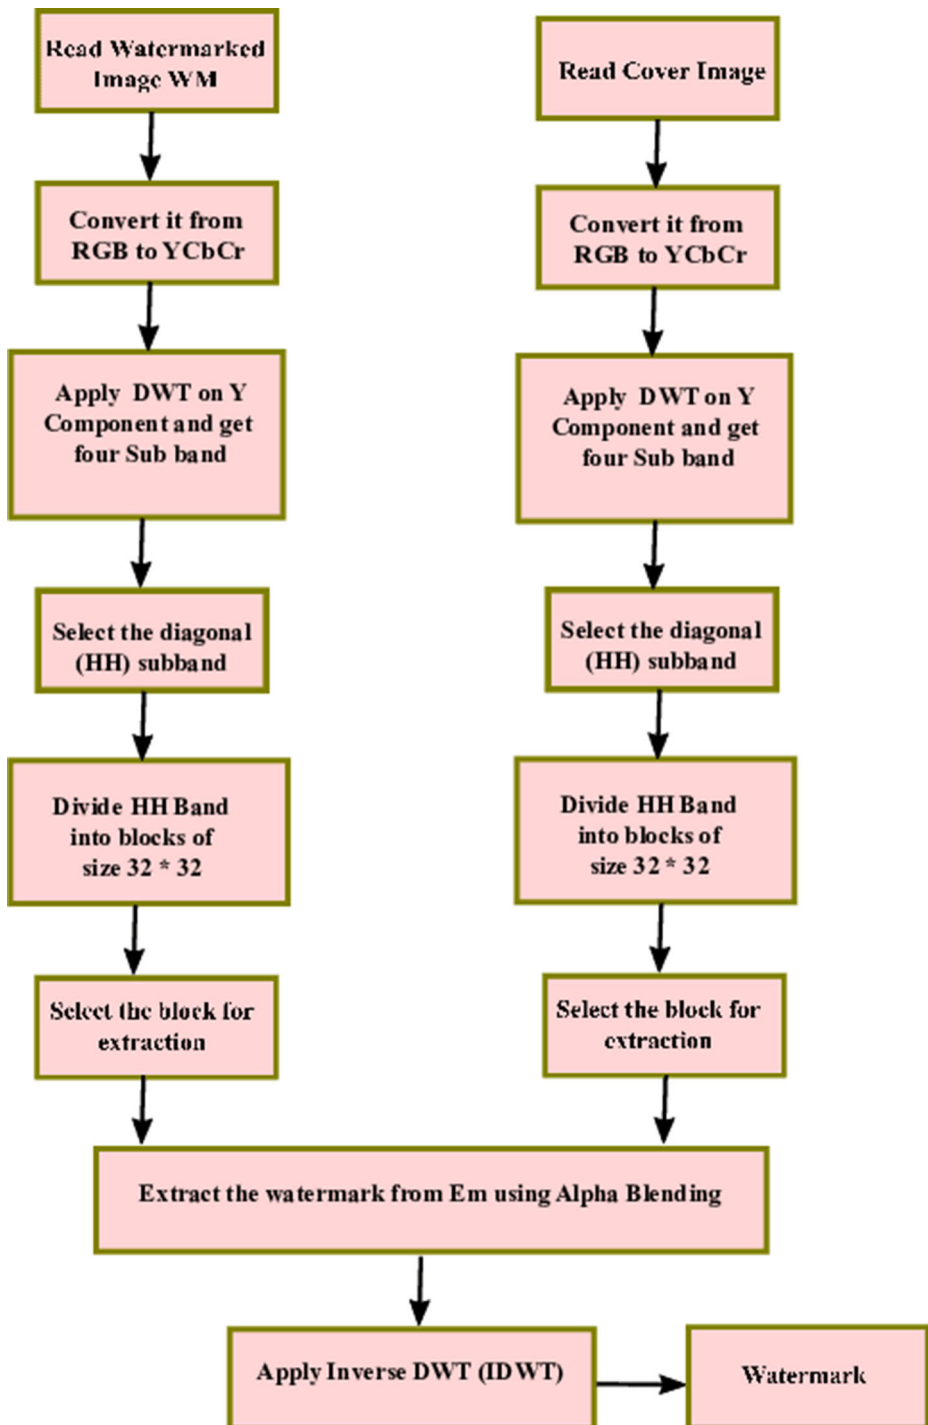 Read Watermarked
Image WM
Convert it from
RGB to YCbCr
Apply DWT on Y
Component and get
four Sub band
Select the diagonal
(HH) subband
Divide HH Band
into blocks of
size 32 * 32
Select the block for
extraction
Read Cover Image
Convert it from
RGB to YCbCr
Apply DWT on Y
Component and get
four Sub band
Select the diagonal
(HH) subband
Divide HH Band
into blocks of
size 32 * 32
Select the block for
extraction
Extract the watermark from Em using Alpha Blending
Apply Inverse DWT (IDWT)
Watermark